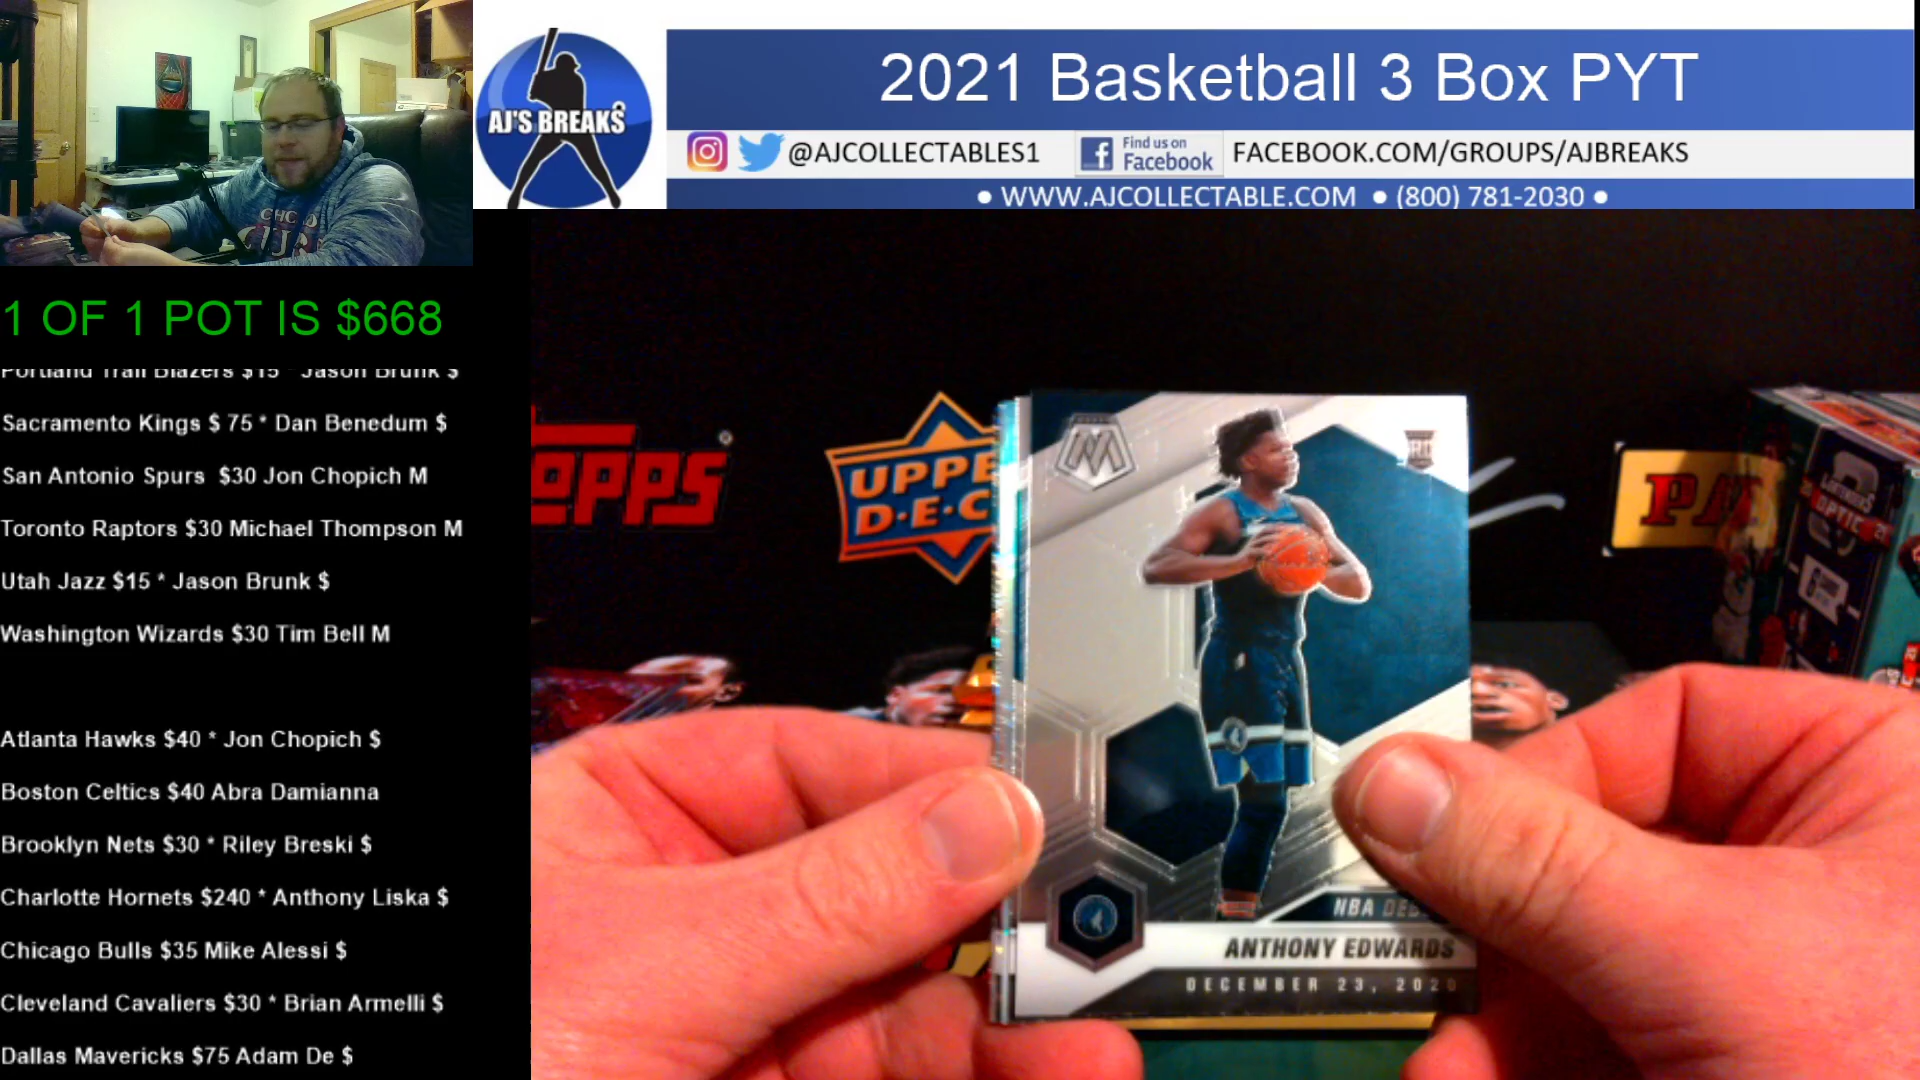 2021 Basketball 3 Box PYT
AJ'S BREAKS
@AJCOLLECTABLES1
Find us on
Facebook
FACEBOOK.COM/GROUPS/AJBREAKS
• WWW.AJCOLLECTABLE.COM • (800) 781-2030 •
1 OF 1 POT IS $668
Portland Trail Blazers $15 * Jason Brunk $
Sacramento Kings $ 75 * Dan Benedum $
San Antonio Spurs $30 Jon Chopich M
Toronto Raptors $30 Michael Thompson M
Utah Jazz $15 * Jason Brunk $
Washington Wizards $30 Tim Bell M
Atlanta Hawks $40 * Jon Chopich $
Boston Celtics $40 Abra Damianna
Brooklyn Nets $30 * Riley Breski $
Charlotte Hornets $240 * Anthony Liska $
Chicago Bulls $35 Mike Alessi $
Cleveland Cavaliers $30 * Brian Armelli $
Dallas Mavericks $75 Adam De $
OPPS
UPPE
D·E·C
M
CONTENDERS
OPTIC
NBA DEB
ANTHONY EDWARDS
DECEMBER 23, 2020